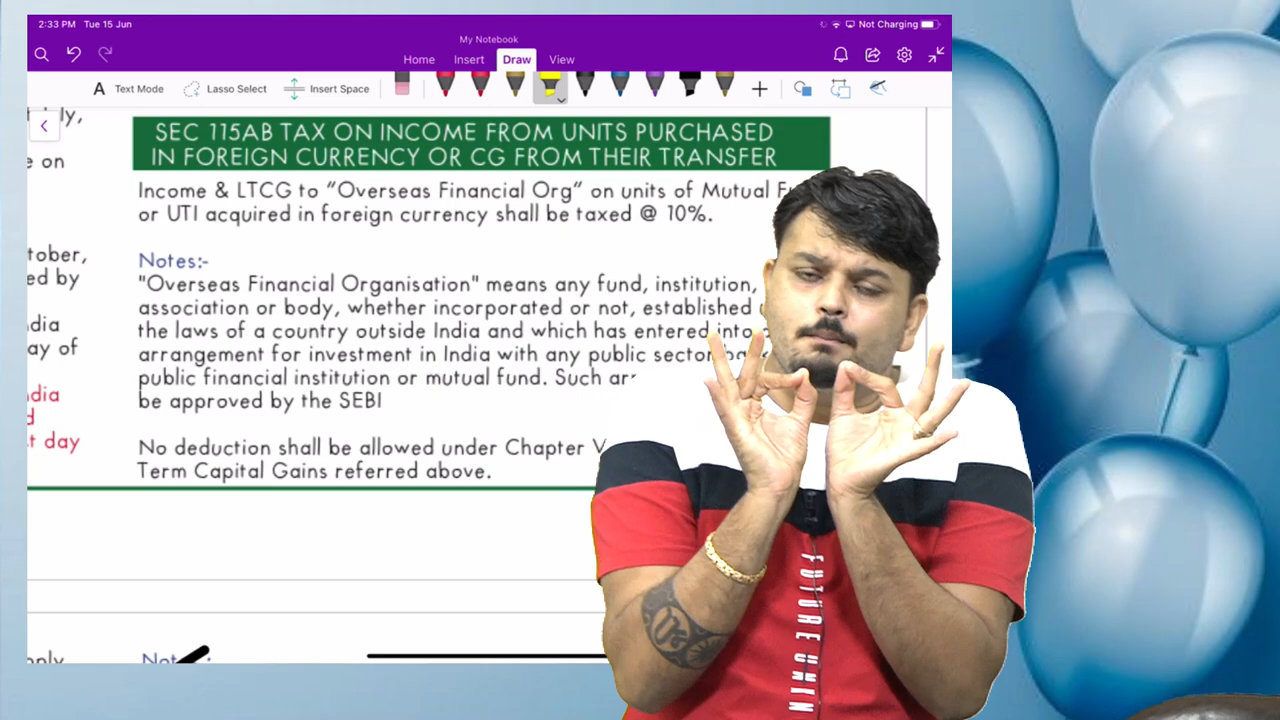 2:33 PM Tue 15 Jun
Not Charging
My Notebook
Home Insert Draw View
A Text Mode Lasso Select Insert Space
ly,
e on
tober,
ed by
dia
ay of
dia
d
t day
SEC 115AB TAX ON INCOME FROM UNITS PURCHASED
IN FOREIGN CURRENCY OR CG FROM THEIR TRANSFER
Income & LTCG to “Overseas Financial Org” on units of Mutual
or UTI acquired in foreign currency shall be taxed @ 10%.
Notes:-
"Overseas Financial Organisation" means any fund, institution,
association or body, whether incorporated or not, established
the laws of a country outside India and which has entered into
arrangement for investment in India with any public sector
public financial institution or mutual fund. Such
be approved by the SEBI
No deduction shall be allowed under Chapter
Term Capital Gains referred above.
FUTURE